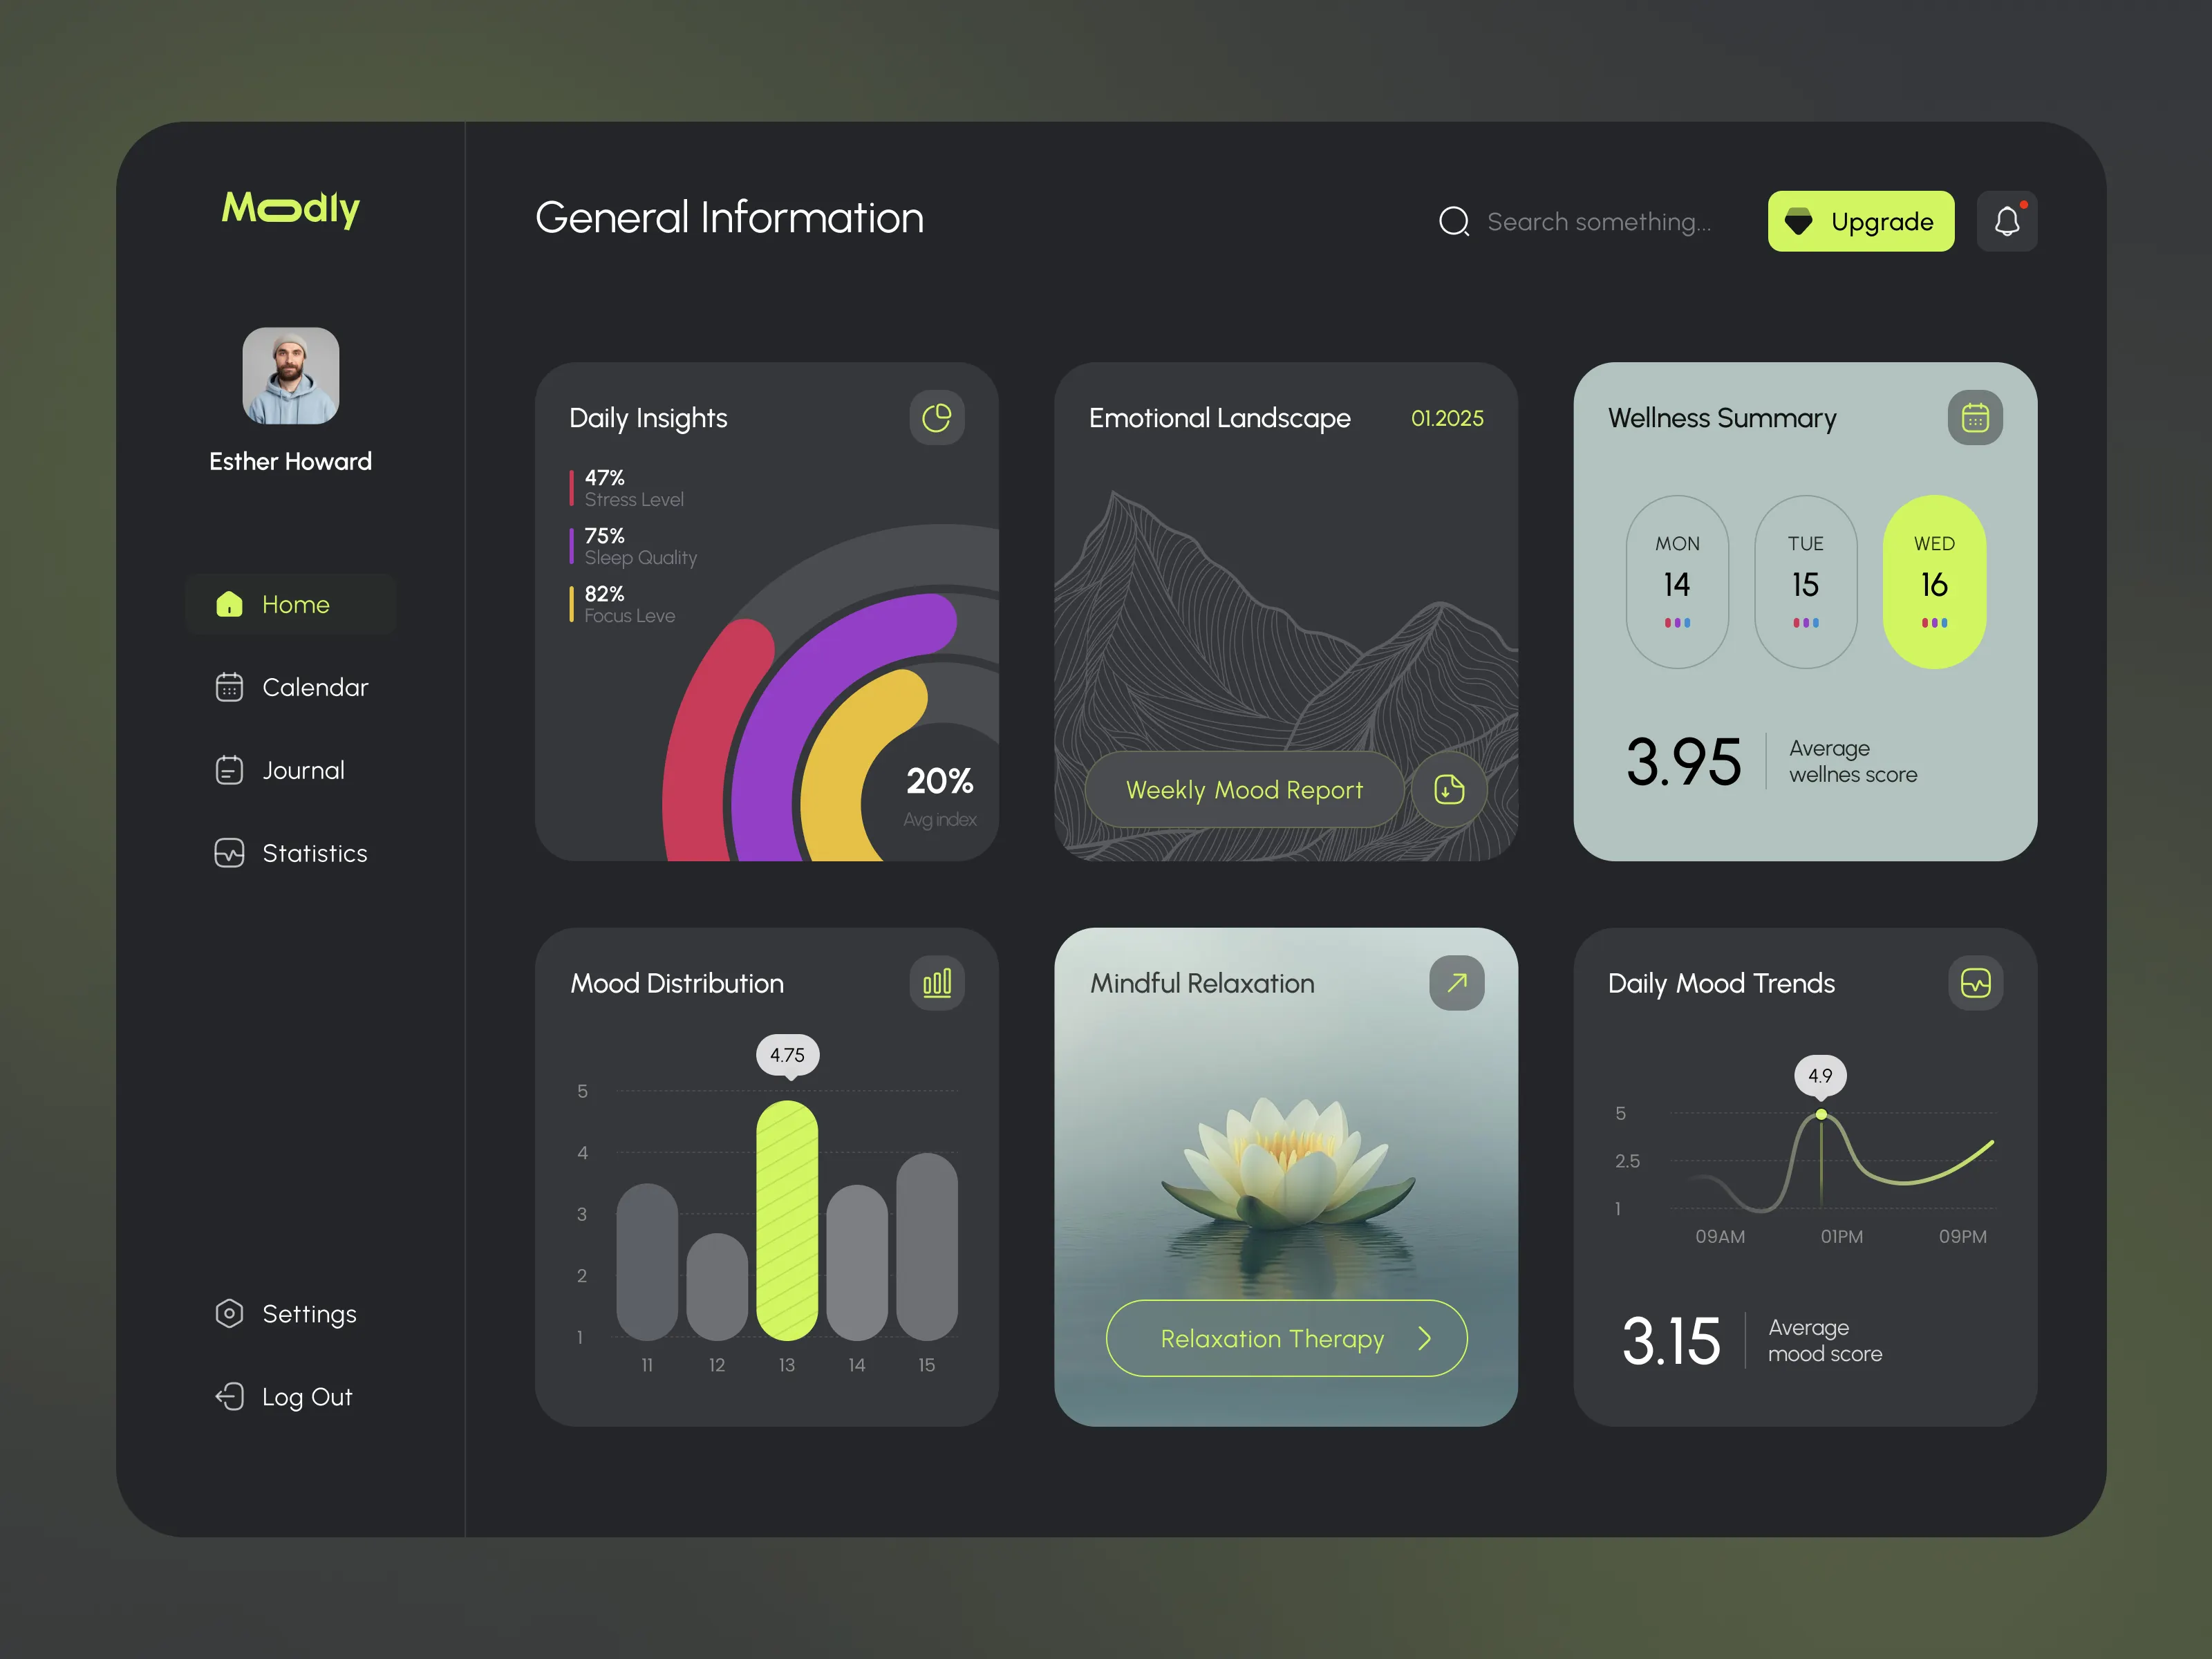 Moodly
Esther Howard
Home
Calendar
Journal
Statistics
Settings
Log Out
General Information
Search something...
Upgrade
Daily Insights
47%
Stress Level
75%
Sleep Quality
82%
Focus Leve
20%
Avg index
Emotional Landscape
01.2025
Weekly Mood Report
Wellness Summary
MON
14
TUE
15
WED
16
3.95
Average
wellnes score
Mood Distribution
4.75
5
4
3
2
1
11
12
13
14
15
Mindful Relaxation
Relaxation Therapy
Daily Mood Trends
4.9
5
2.5
1
09AM
01PM
09PM
3.15
Average
mood score